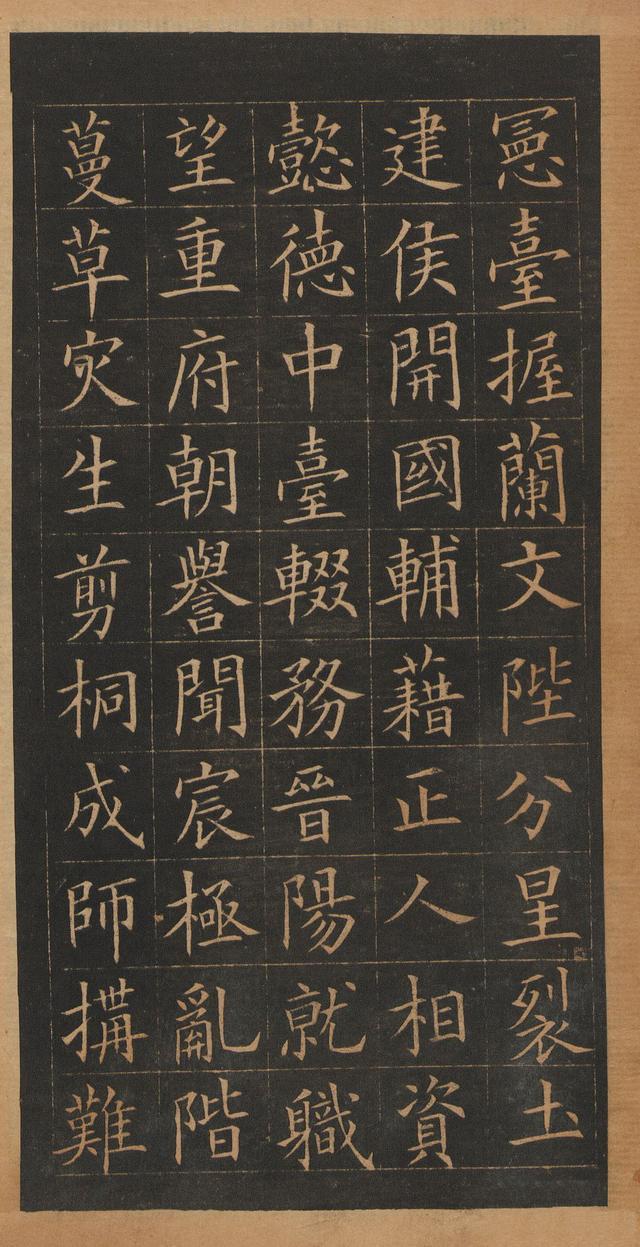 冝臺握蘭文陛分星裂土
建侯開國輔藉正人相資
懿德中臺輟務晉陽就職
望重府朝譽聞宸極亂階
蔓草灾生剪桐成師搆難